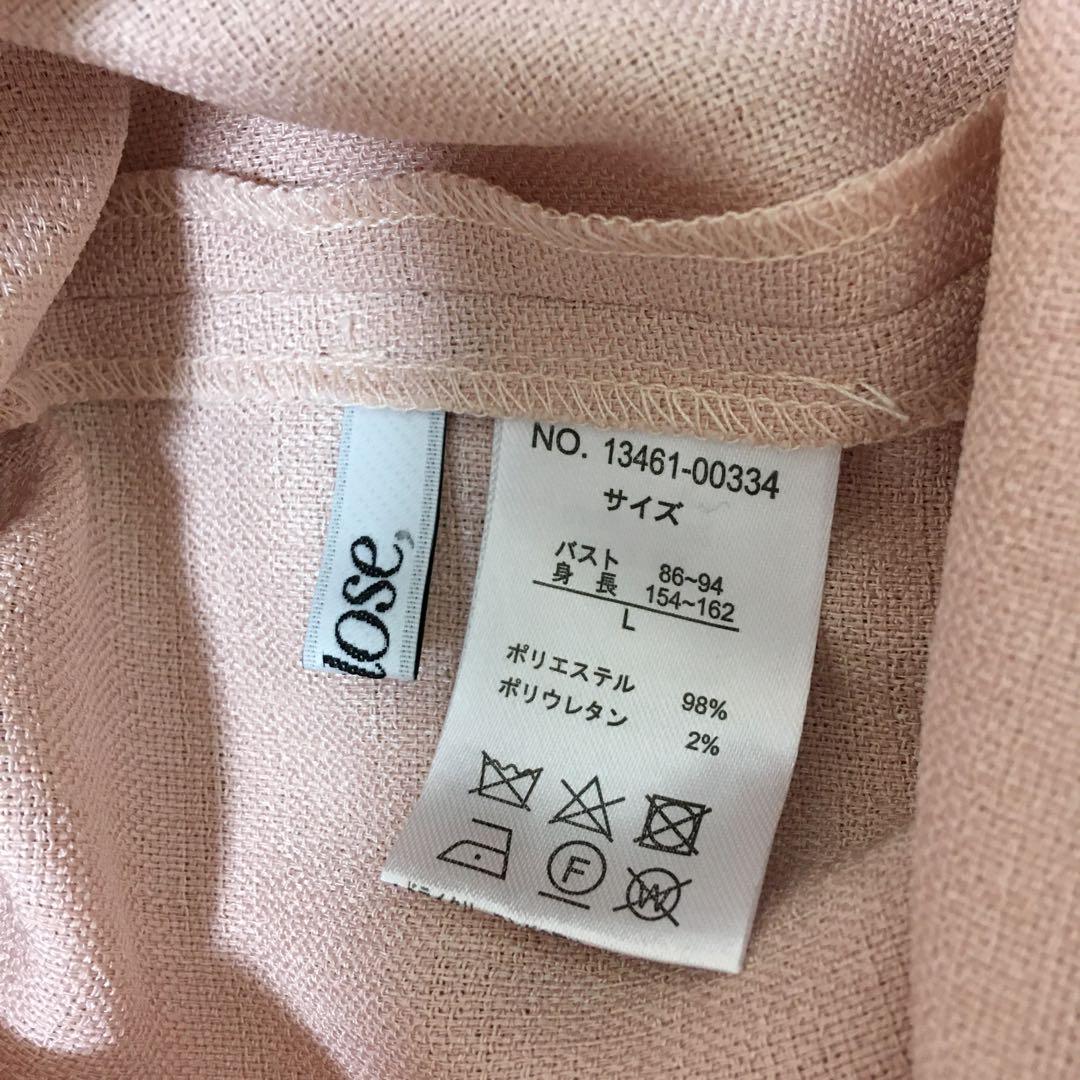 lose,
NO. 13461-00334
サイズ
バスト 86~94
身 長 154~162
L
ポリエステル 98%
ポリウレタン 2%
F
W